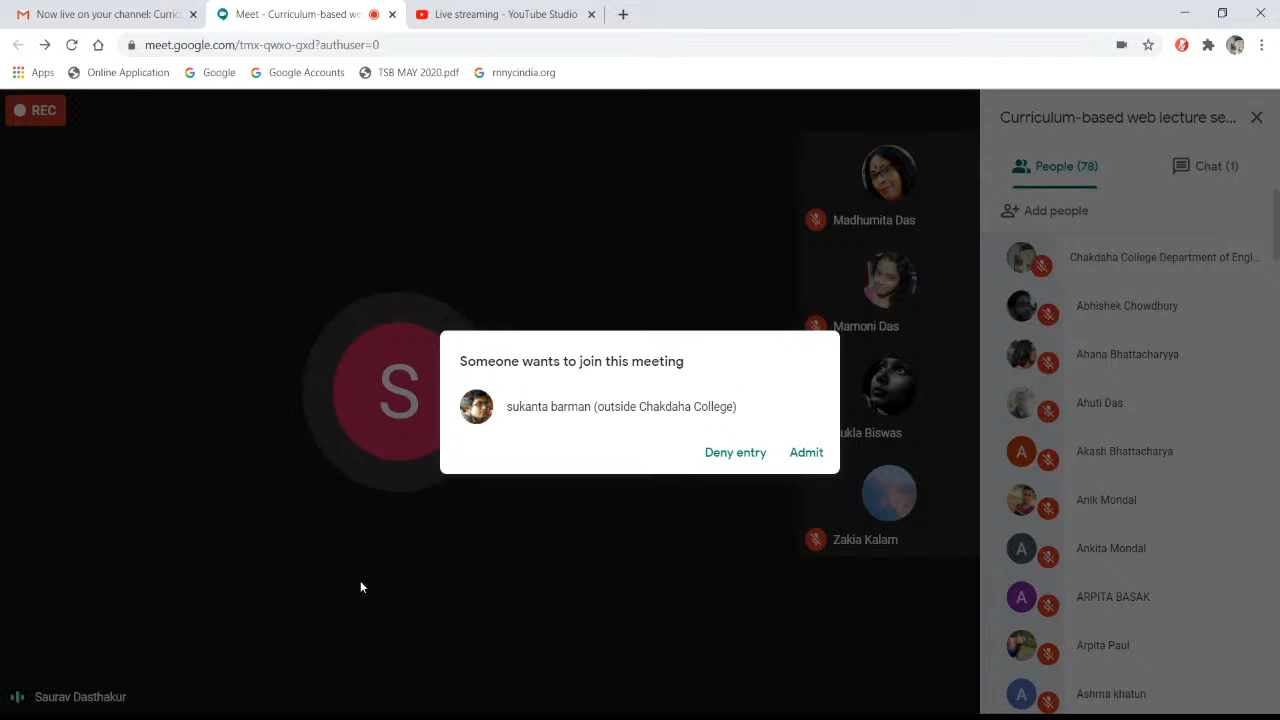 Now live on your channel: Curric
Meet - Curriculum-based we
Live streaming - YouTube Studio
meet.google.com/tmx-qwxo-gxd?authuser=0
Apps
Online Application
Google
Google Accounts
TSB MAY 2020.pdf
rnnycindia.org
REC
Curriculum-based web lecture se...
People (78)
Chat (1)
Add people
Madhumita Das
Mamoni Das
ukla Biswas
Zakia Kalam
S
Someone wants to join this meeting
sukanta barman (outside Chakdaha College)
Deny entry
Admit
Chakdaha College Department of Engl...
Abhishek Chowdhury
Ahana Bhattacharyya
Ahuti Das
A
Akash Bhattacharya
Anik Mondal
A
Ankita Mondal
A
ARPITA BASAK
Arpita Paul
A
Ashma khatun
Saurav Dasthakur